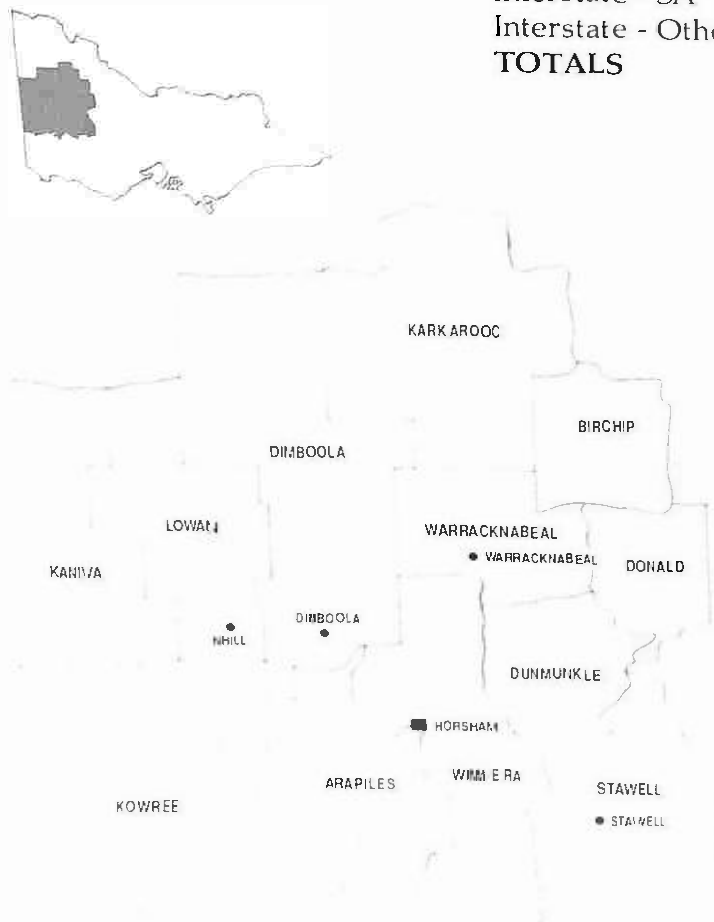 Interstate - Othe
TOTALS
KARKAROOC
BIRCHIP
DIMBOOLA
LOWAN
WARRACKNABEAL
WARRACKNABEAL
DONALD
KANIVA
DIMBOOLA
NHILL
DUNMUNKLE
HORSHAM
WIMMERA
ARAPILES
STAWELL
KOWREE
STAWELL